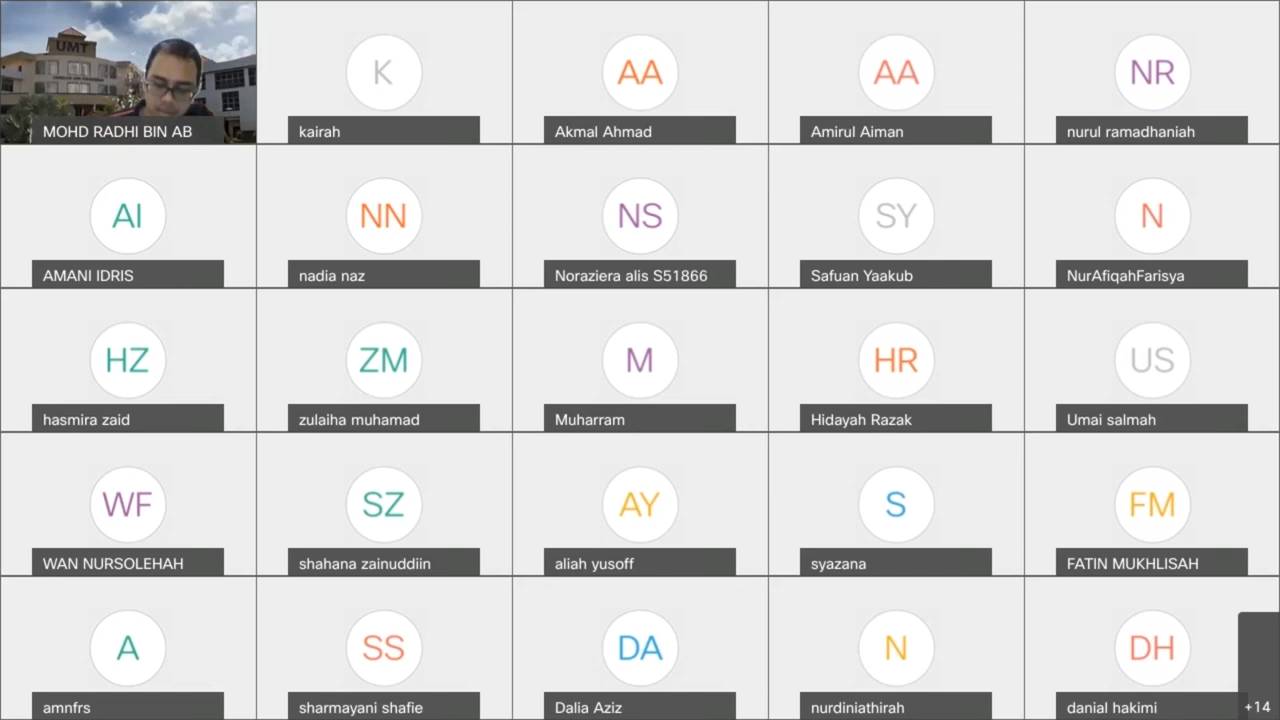 UMT
MOHD RADHI BIN AB
K
kairah
AA
Akmal Ahmad
AA
Amirul Aiman
NR
nurul ramadhaniah
AI
AMANI IDRIS
NN
nadia naz
NS
Noraziera alis S51866
SY
Safuan Yaakub
N
NurAfiqahFarisya
HZ
hasmira zaid
ZM
zulaiha muhamad
M
Muharram
HR
Hidayah Razak
US
Umai salmah
WF
WAN NURSOLEHAH
SZ
shahana zainuddiin
AY
aliah yusoff
S
syazana
FM
FATIN MUKHLISAH
A
amnfrs
SS
sharmayani shafie
DA
Dalia Aziz
N
nurdiniathirah
DH
danial hakimi
+14